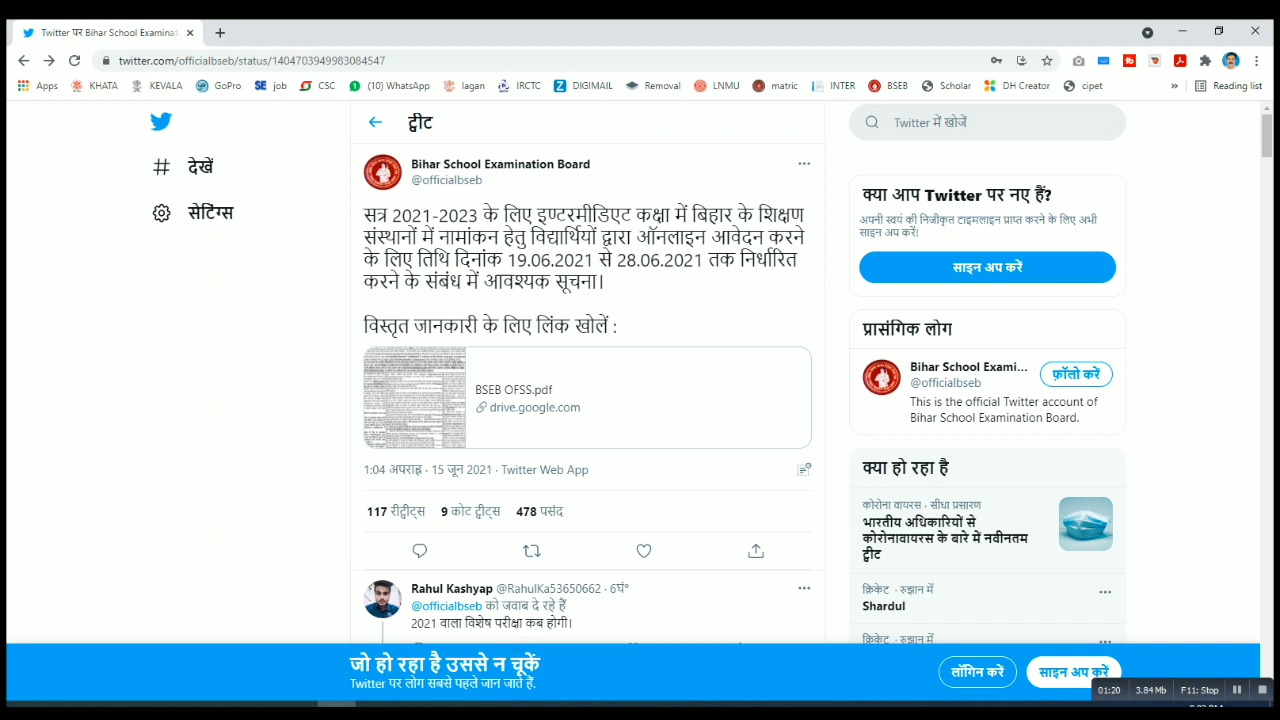 Twitter पर Bihar School Examinat
twitter.com/officialbseb/status/1404703949983084547
Apps KHATA KEVALA GoPro job CSC (10) WhatsApp lagan IRCTC DIGIMAIL Removal LNMU matric INTER BSEB Scholar DH Creator cipet » Reading list
ट्वीट
Twitter में खोजें
देखें
सेटिंग्स
Bihar School Examination Board
@officialbseb
सत्र 2021-2023 के लिए इण्टरमीडिएट कक्षा में बिहार के शिक्षण
संस्थानों में नामांकन हेतु विद्यार्थियों द्वारा ऑनलाइन आवेदन करने
के लिए तिथि दिनांक 19.06.2021 से 28.06.2021 तक निर्धारित
करने के संबंध में आवश्यक सूचना।
विस्तृत जानकारी के लिए लिंक खोलें :
BSEB OFSS.pdf
drive.google.com
1:04 अपराह्न · 15 जून 2021 · Twitter Web App
117 रीट्वीट्स 9 कोट ट्वीट्स 478 पसंद
Rahul Kashyap @RahulKa53650662 · 6घं°
@officialbseb को जवाब दे रहे हैं
2021 वाला विशेष परीक्षा कब होगी।
क्या आप Twitter पर नए हैं?
अपनी स्वयं की निजीकृत टाइमलाइन प्राप्त करने के लिए अभी
साइन अप करें!
साइन अप करें
प्रासंगिक लोग
Bihar School Exami...
@officialbseb
फ़ॉलो करें
This is the official Twitter account of
Bihar School Examination Board.
क्या हो रहा है
कोरोना वायरस · सीधा प्रसारण
भारतीय अधिकारियों से
कोरोनावायरस के बारे में नवीनतम
ट्वीट
क्रिकेट · रुझान में
Shardul
क्रिकेट · रुझान में
जो हो रहा है उससे न चूकें
Twitter पर लोग सबसे पहले जान जाते हैं.
लॉगिन करें
साइन अप करें
01:20 3.84 Mb F11: Stop